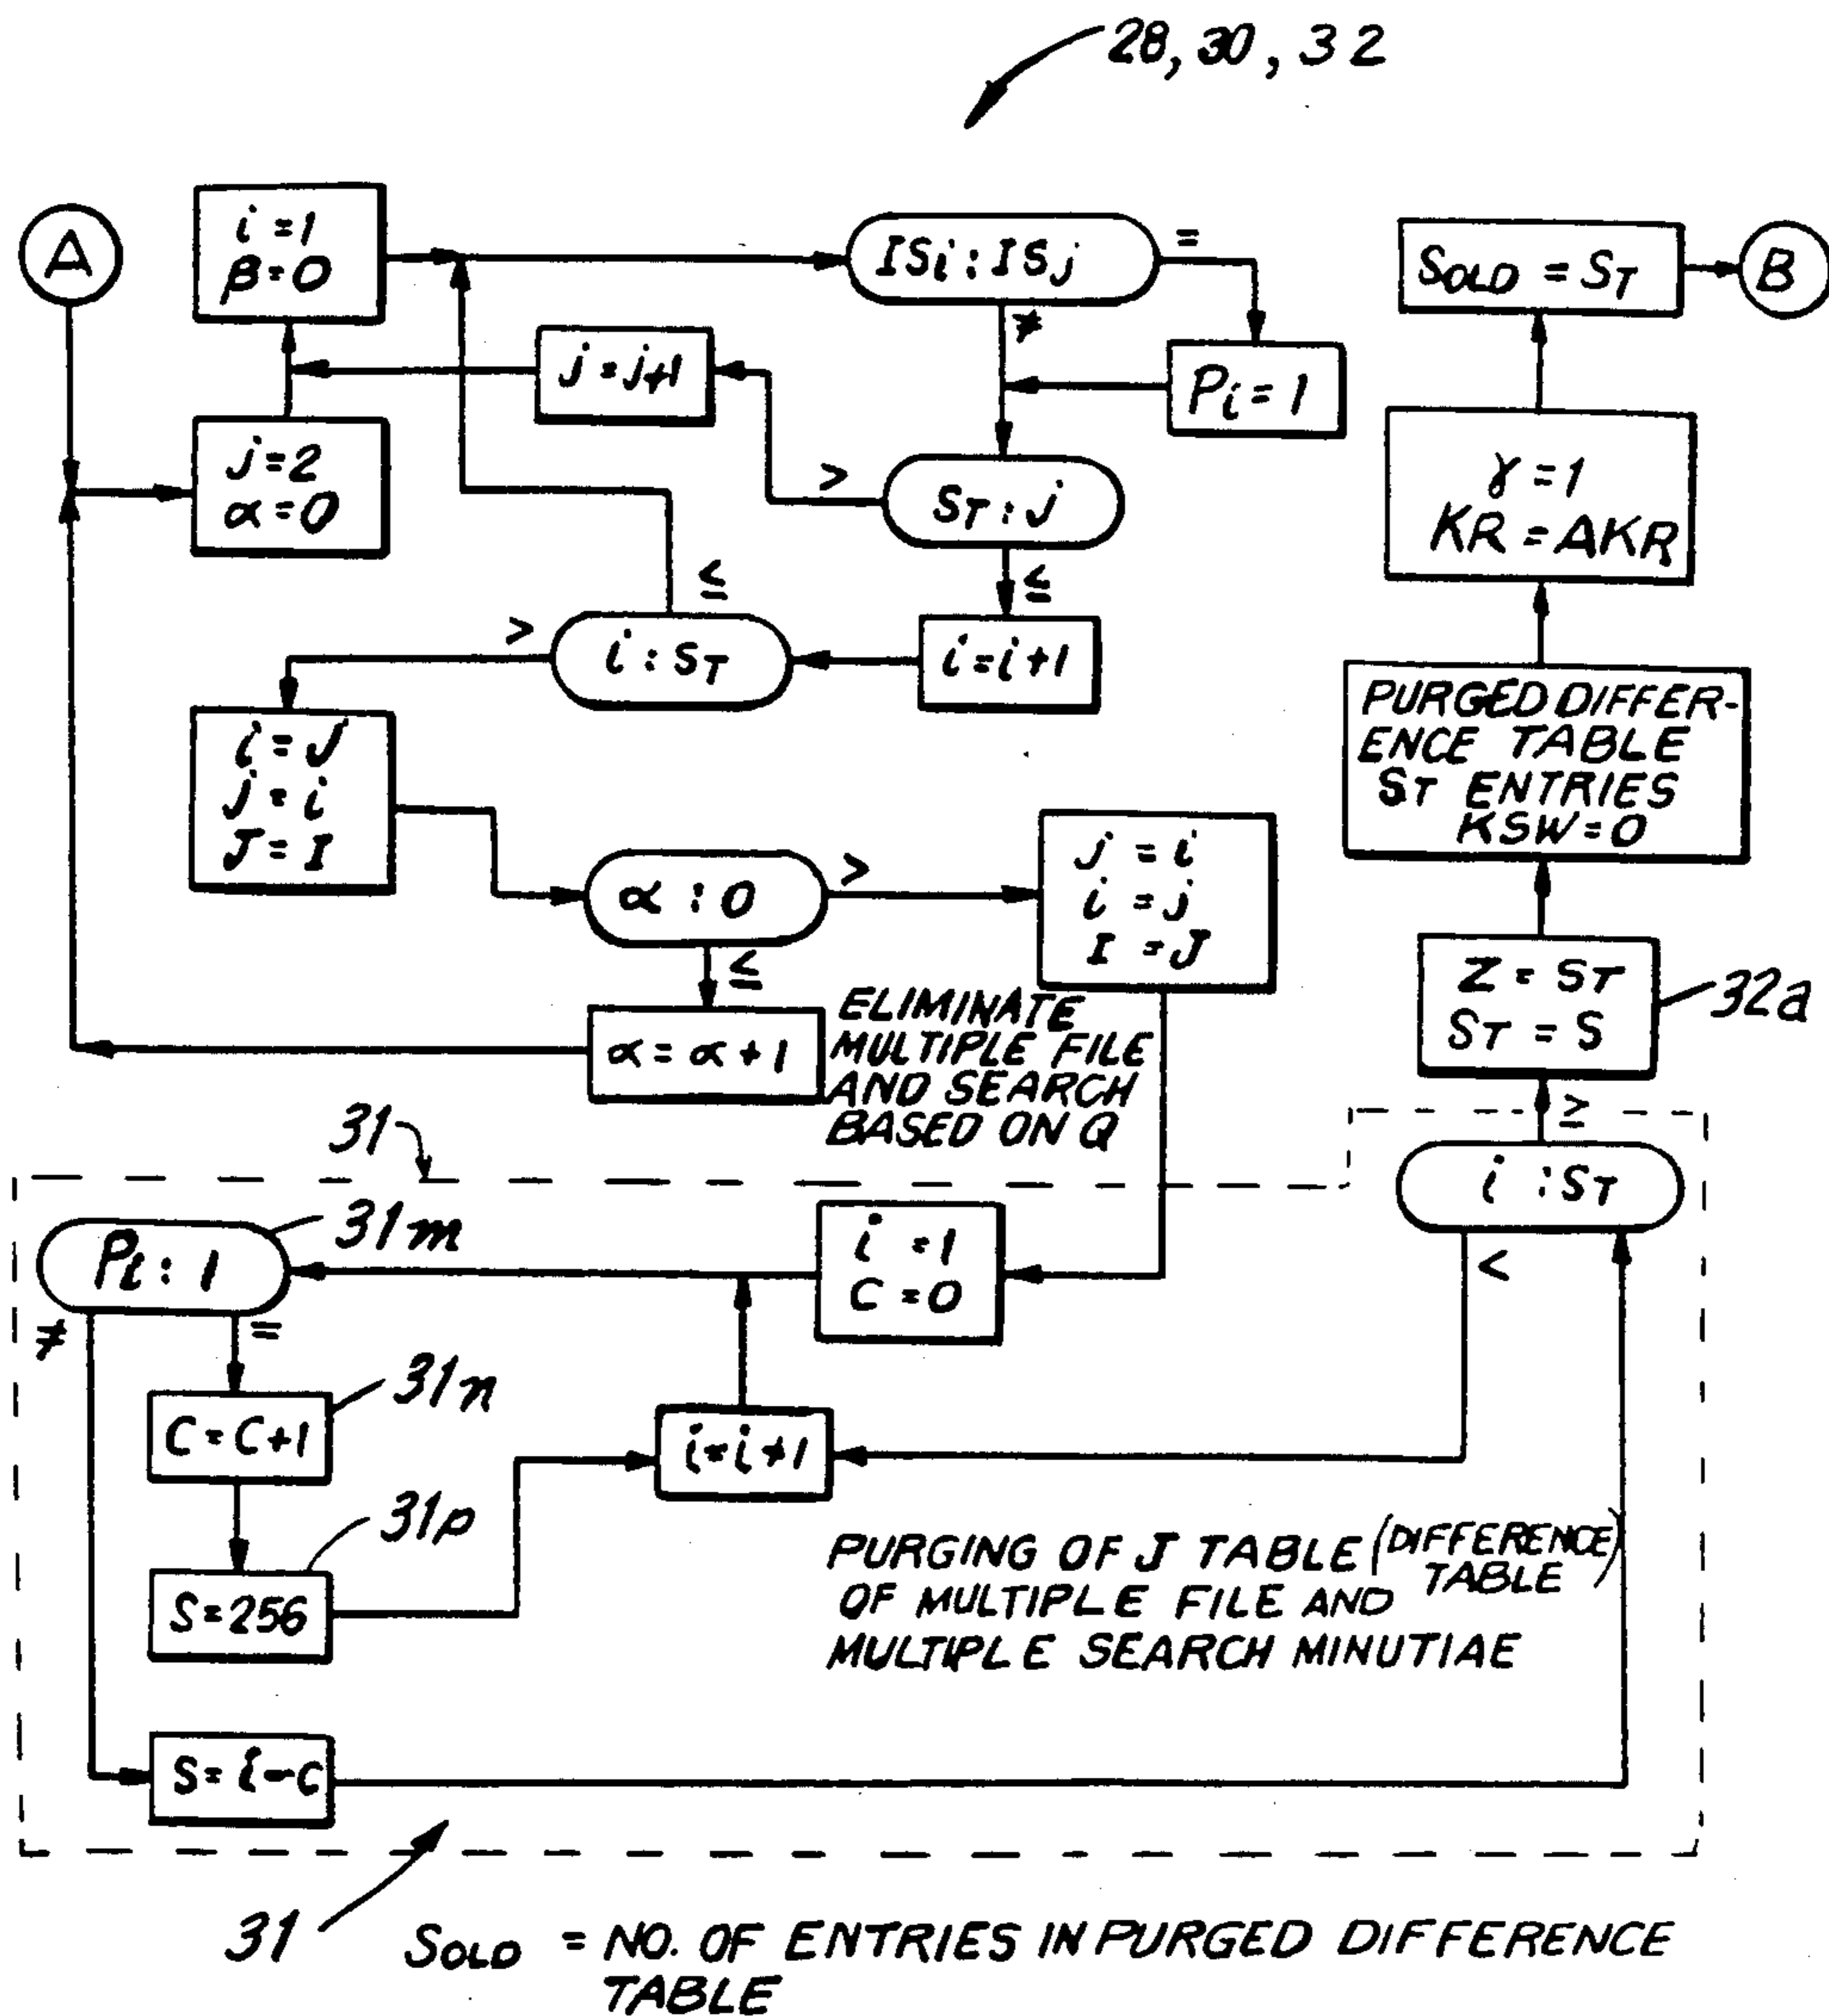 28, 30, 32
A
i = 1
β = 0
ISi : ISj
=
≠
Pi = 1
SOLD = ST
B
j = j+1
j = 2
α = 0
>
ST : j
≤
γ = 1
KR = AKR
≤
>
i : ST
i = i+1
PURGED DIFFER-
ENCE TABLE
ST ENTRIES
KSW = 0
i = J
j = i
J = I
α : 0
>
≤
j = i
i = j
I = J
Z = ST
ST = S
32a
α = α + 1
ELIMINATE
MULTIPLE FILE
AND SEARCH
BASED ON Q
31
≥
i : ST
<
Pi : 1
31m
≠
=
i = 1
C = 0
C = C+1
31n
i = i+1
S = 256
31p
PURGING OF J TABLE (DIFFERENCE
TABLE)
OF MULTIPLE FILE AND
MULTIPLE SEARCH MINUTIAE
S = i - C
31
SOLD = NO. OF ENTRIES IN PURGED DIFFERENCE
TABLE